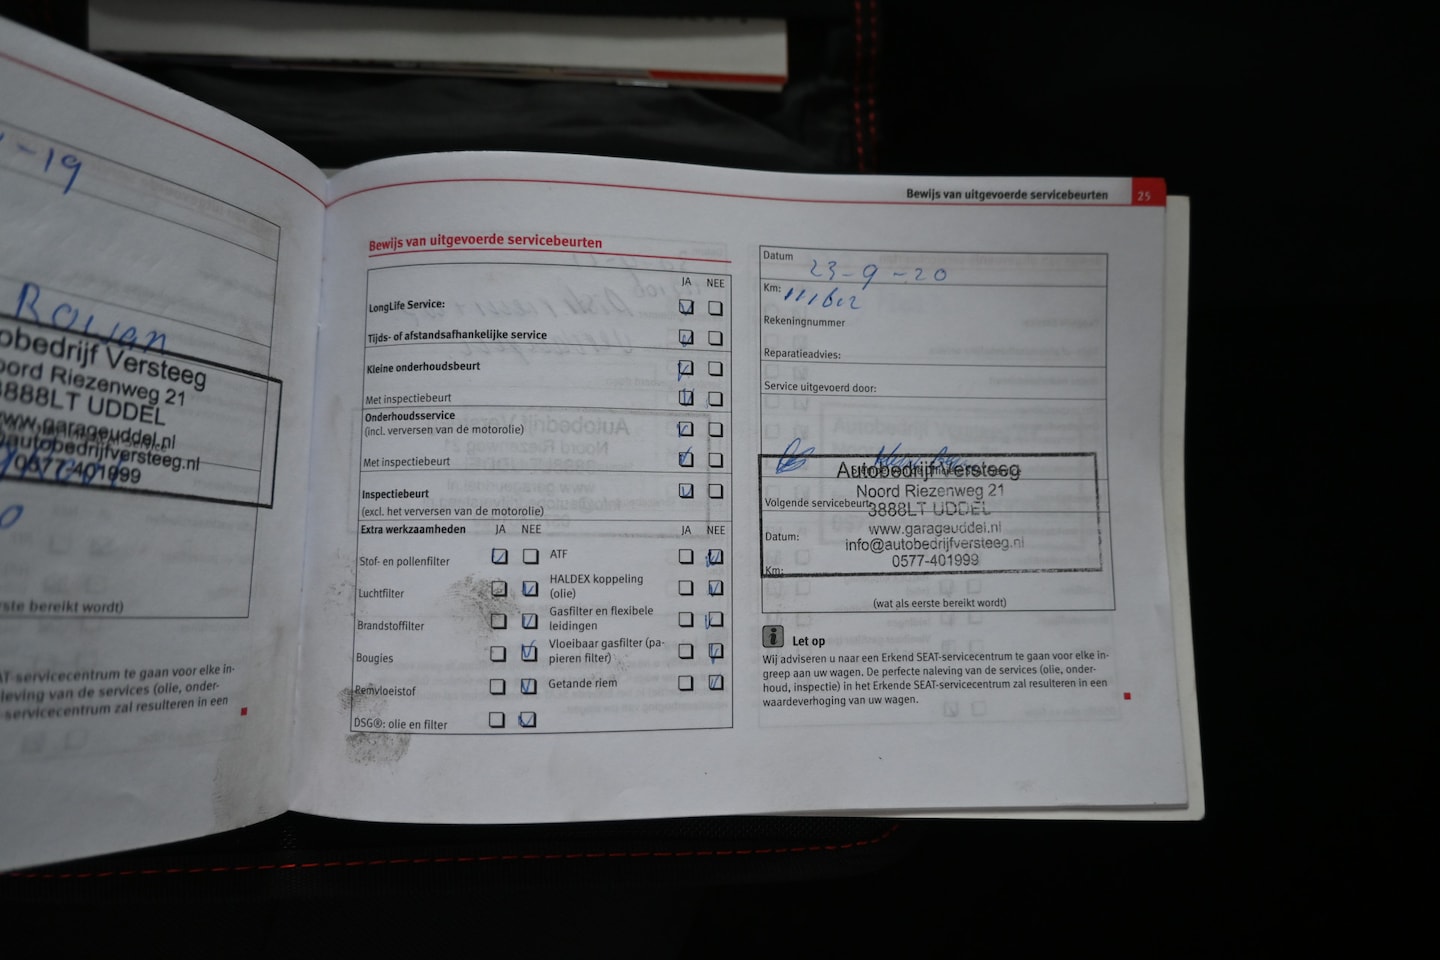 -19
Rowan
obedrijf Versteeg
oord Riezenweg 21
3888LT UDDEL
www.garageuddel.nl
autobedrijfversteeg.nl
0577-401999
0
rste bereikt wordt)
AT-servicecentrum te gaan voor elke in-
leving van de services (olie, onder-
-servicecentrum zal resulteren in een
Bewijs van uitgevoerde servicebeurten 25
Bewijs van uitgevoerde servicebeurten
JA NEE
LongLife Service:
Tijds- of afstandsafhankelijke service
Kleine onderhoudsbeurt
Met inspectiebeurt
Onderhoudsservice
(incl. verversen van de motorolie)
Met inspectiebeurt
Inspectiebeurt
(excl. het verversen van de motorolie)
Extra werkzaamheden JA NEE JA NEE
Stof- en pollenfilter
Luchtfilter
Brandstoffilter
Bougies
Remvloeistof
DSG®: olie en filter
ATF
HALDEX koppeling
(olie)
Gasfilter en flexibele
leidingen
Vloeibaar gasfilter (pa-
pieren filter)
Getande riem
Datum 23-9-20
Km:
Rekeningnummer
Reparatieadvies:
Service uitgevoerd door:
Autobedrijf Versteeg
Noord Riezenweg 21
Volgende servicebeurt
3888LT UDDEL
www.garageuddel.nl
Datum:
info@autobedrijfversteeg.nl
0577-401999
Km:
(wat als eerste bereikt wordt)
i Let op
Wij adviseren u naar een Erkend SEAT-servicecentrum te gaan voor elke in-
greep aan uw wagen. De perfecte naleving van de services (olie, onder-
houd, inspectie) in het Erkende SEAT-servicecentrum zal resulteren in een
waardeverhoging van uw wagen.